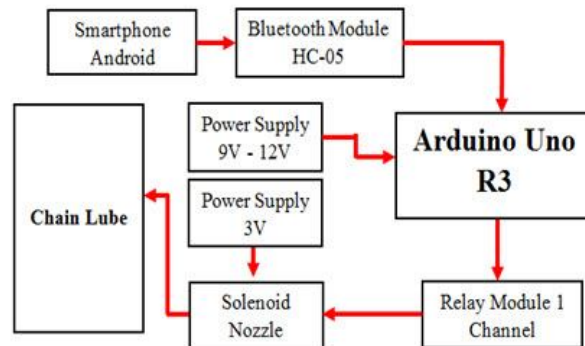 Smartphone
Android
Bluetooth Module
HC-05
Power Supply
9V - 12V
Arduino Uno
R3
Power Supply
3V
Chain Lube
Solenoid
Nozzle
Relay Module 1
Channel